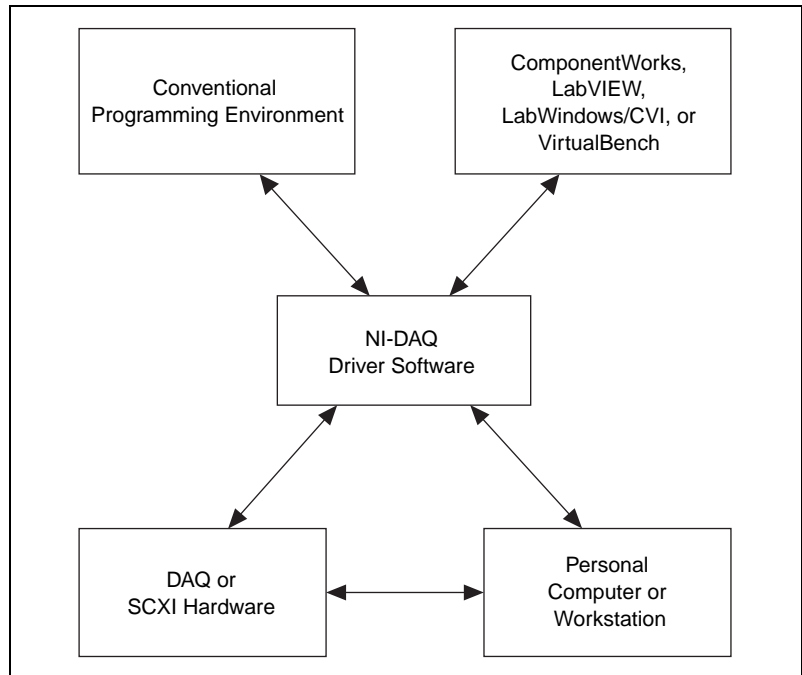 Conventional
Programming Environment
ComponentWorks,
LabVIEW,
LabWindows/CVI, or
VirtualBench
NI-DAQ
Driver Software
DAQ or
SCXI Hardware
Personal
Computer or
Workstation